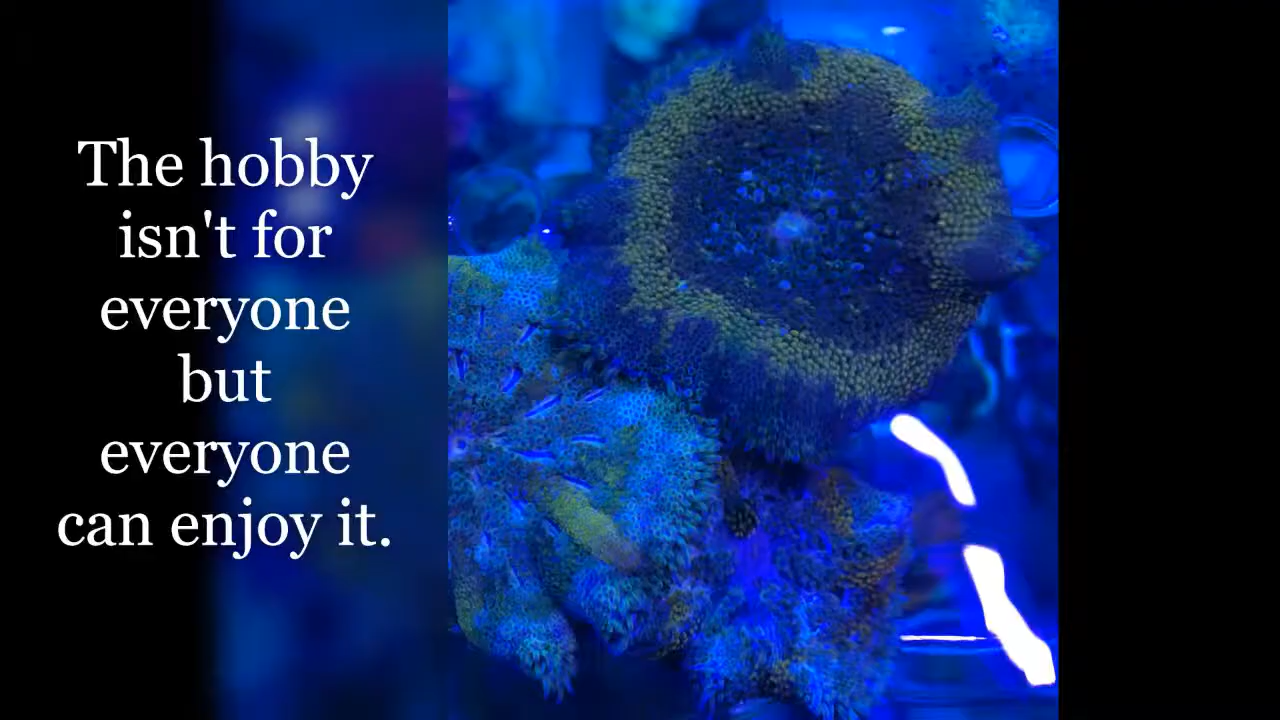 The hobby
isn't for
everyone
but
everyone
can enjoy it.